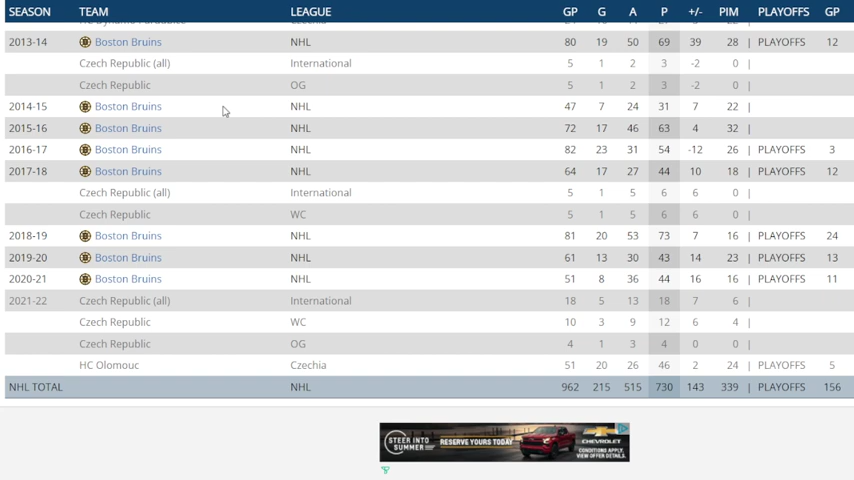 SEASON TEAM LEAGUE GP G A P +/- PIM PLAYOFFS GP
2013-14 Boston Bruins NHL 80 19 50 69 39 28 | PLAYOFFS 12
Czech Republic (all) International 5 1 2 3 -2 0 |
Czech Republic OG 5 1 2 3 -2 0 |
2014-15 Boston Bruins NHL 47 7 24 31 7 22 |
2015-16 Boston Bruins NHL 72 17 46 63 4 32 |
2016-17 Boston Bruins NHL 82 23 31 54 -12 26 | PLAYOFFS 3
2017-18 Boston Bruins NHL 64 17 27 44 10 18 | PLAYOFFS 12
Czech Republic (all) International 5 1 5 6 6 0 |
Czech Republic WC 5 1 5 6 6 0 |
2018-19 Boston Bruins NHL 81 20 53 73 7 16 | PLAYOFFS 24
2019-20 Boston Bruins NHL 61 13 30 43 14 23 | PLAYOFFS 13
2020-21 Boston Bruins NHL 51 8 36 44 16 16 | PLAYOFFS 11
2021-22 Czech Republic (all) International 18 5 13 18 7 6 |
Czech Republic WC 10 3 9 12 6 4 |
Czech Republic OG 4 1 3 4 0 0 |
HC Olomouc Czechia 51 20 26 46 2 24 | PLAYOFFS 5
NHL TOTAL NHL 962 215 515 730 143 339 | PLAYOFFS 156
STEER INTO SUMMER RESERVE YOURS TODAY CHEVROLET
CONDITIONS APPLY.
VIEW OFFER DETAILS.